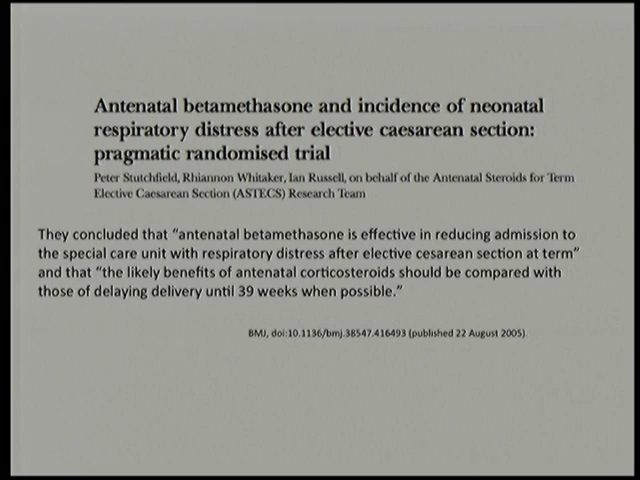 Antenatal betamethasone and incidence of neonatal
respiratory distress after elective caesarean section:
pragmatic randomised trial
Peter Stutchfield, Rhiannon Whitaker, Ian Russell, on behalf of the Antenatal Steroids for Term
Elective Caesarean Section (ASTECS) Research Team
They concluded that “antenatal betamethasone is effective in reducing admission to
the special care unit with respiratory distress after elective cesarean section at term”
and that “the likely benefits of antenatal corticosteroids should be compared with
those of delaying delivery until 39 weeks when possible.”
BMJ, doi:10.1136/bmj.38547.416493 (published 22 August 2005).